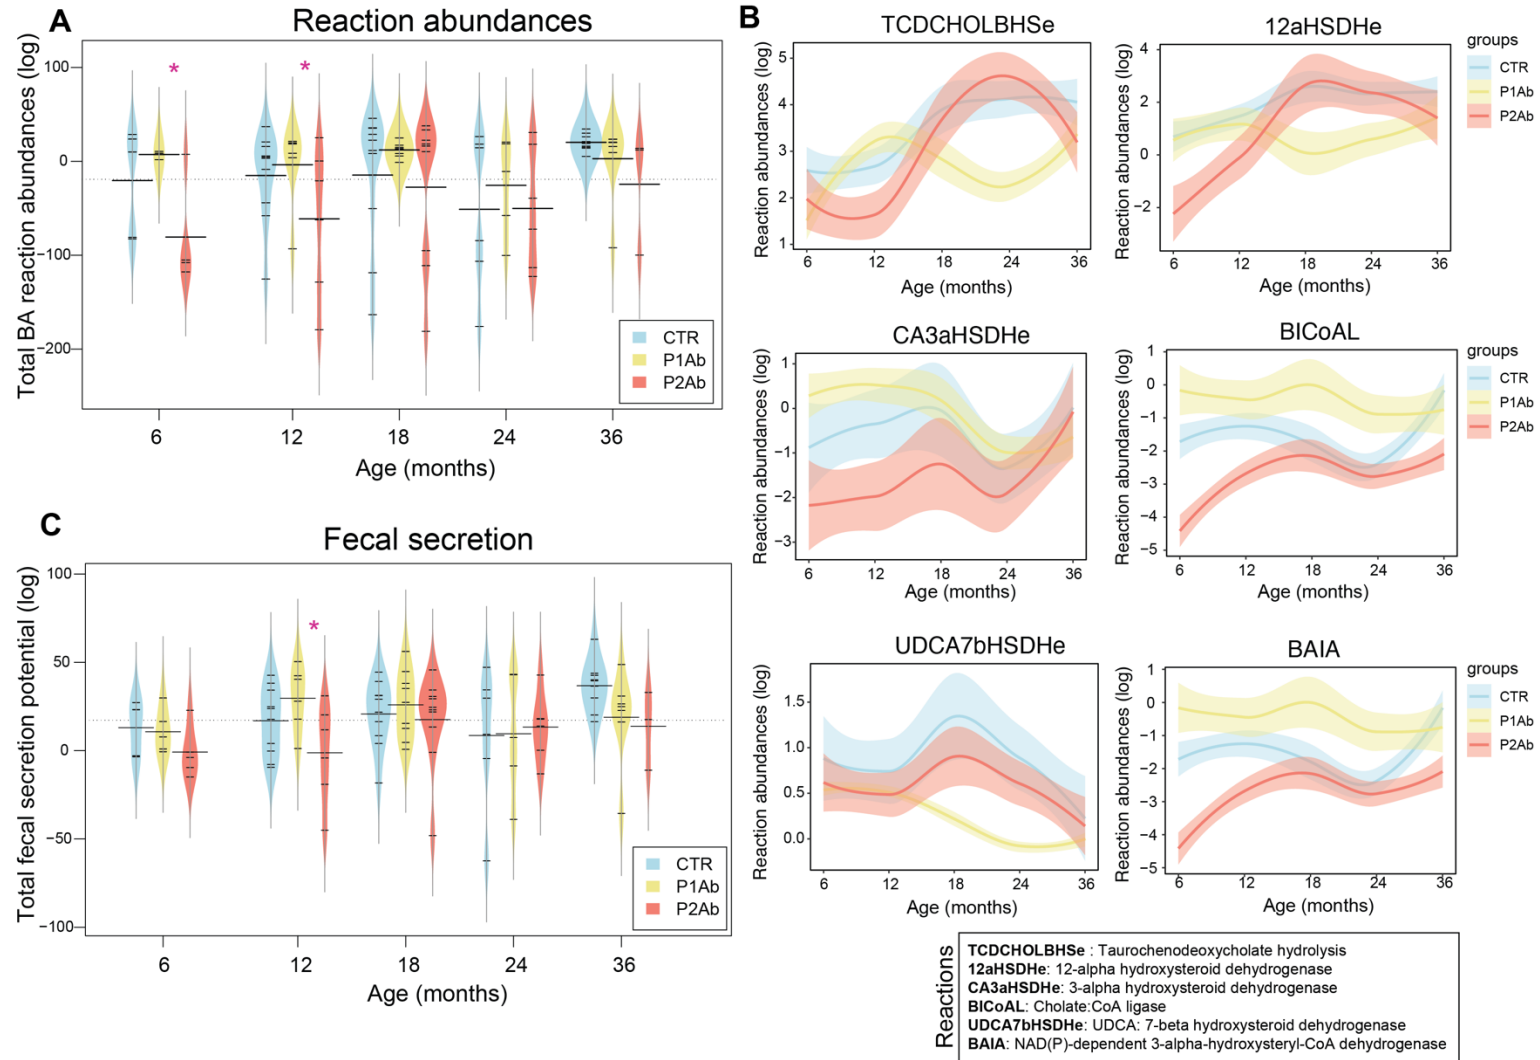 A
Reaction abundances
Total BA reaction abundances (log)
100
0
−100
−200
*
*
CTR
P1Ab
P2Ab
6
12
18
24
36
Age (months)
B
TCDCHOLBHSe
Reaction abundances (log)
5
4
3
2
1
6
12
18
24
36
Age (months)
12aHSDHe
Reaction abundances (log)
4
2
0
−2
6
12
18
24
36
Age (months)
groups
CTR
P1Ab
P2Ab
CA3aHSDHe
Reaction abundances (log)
1
0
−1
−2
−3
6
12
18
24
36
Age (months)
BICoAL
Reaction abundances (log)
1
0
−1
−2
−3
−4
−5
6
12
18
24
36
Age (months)
groups
CTR
P1Ab
P2Ab
C
Fecal secretion
Total fecal secretion potential (log)
100
50
0
−50
−100
*
CTR
P1Ab
P2Ab
6
12
18
24
36
Age (months)
UDCA7bHSDHe
Reaction abundances (log)
1.5
1.0
0.5
0.0
6
12
18
24
36
Age (months)
BAIA
Reaction abundances (log)
1
0
−1
−2
−3
−4
−5
6
12
18
24
36
Age (months)
groups
CTR
P1Ab
P2Ab
Reactions
TCDCHOLBHSe : Taurochenodeoxycholate hydrolysis
12aHSDHe: 12-alpha hydroxysteroid dehydrogenase
CA3aHSDHe: 3-alpha hydroxysteroid dehydrogenase
BICoAL: Cholate:CoA ligase
UDCA7bHSDHe: UDCA: 7-beta hydroxysteroid dehydrogenase
BAIA: NAD(P)-dependent 3-alpha-hydroxysteryl-CoA dehydrogenase